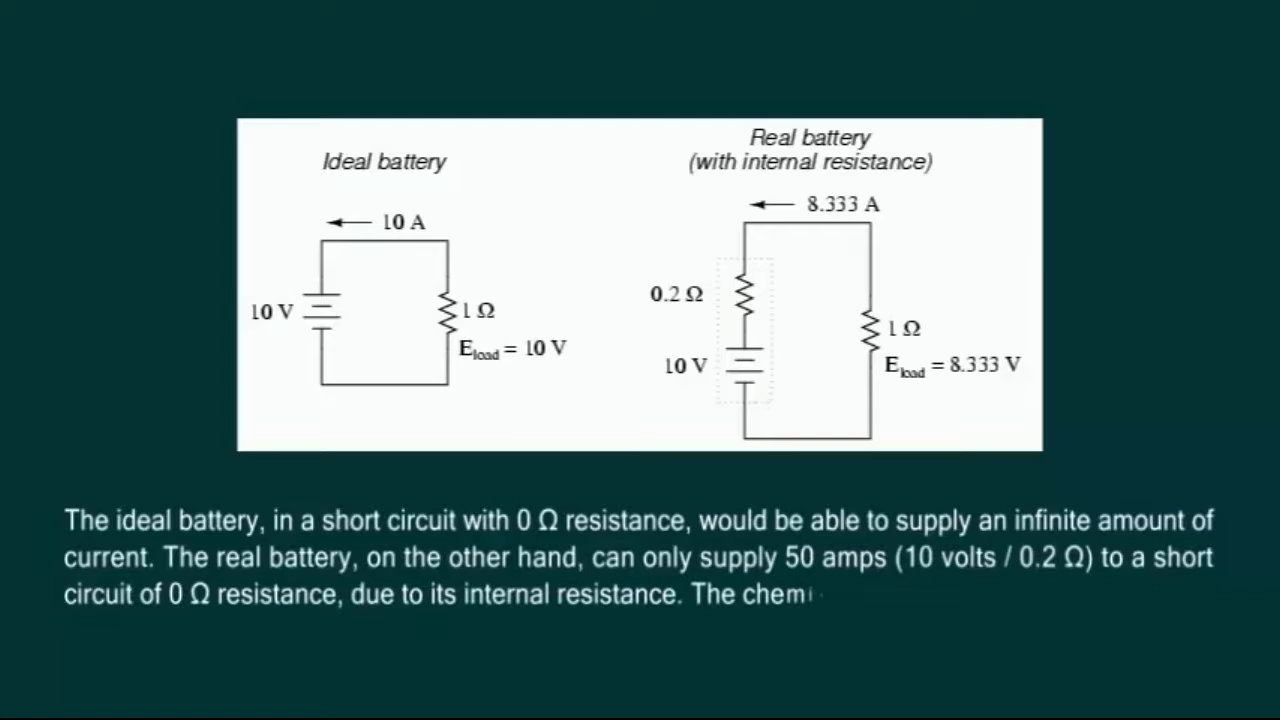 Ideal battery
10 A
10 V
1 Ω
Eload = 10 V
Real battery
(with internal resistance)
8.333 A
0.2 Ω
10 V
1 Ω
Eload = 8.333 V
The ideal battery, in a short circuit with 0 Ω resistance, would be able to supply an infinite amount of
current. The real battery, on the other hand, can only supply 50 amps (10 volts / 0.2 Ω) to a short
circuit of 0 Ω resistance, due to its internal resistance. The chemi